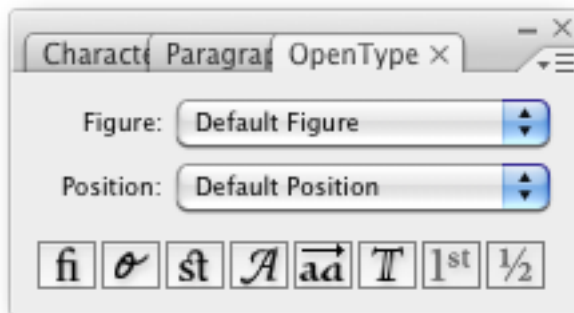 Characte Paragrap OpenType
Figure: Default Figure
Position: Default Position
fi o st A aa T 1st ½